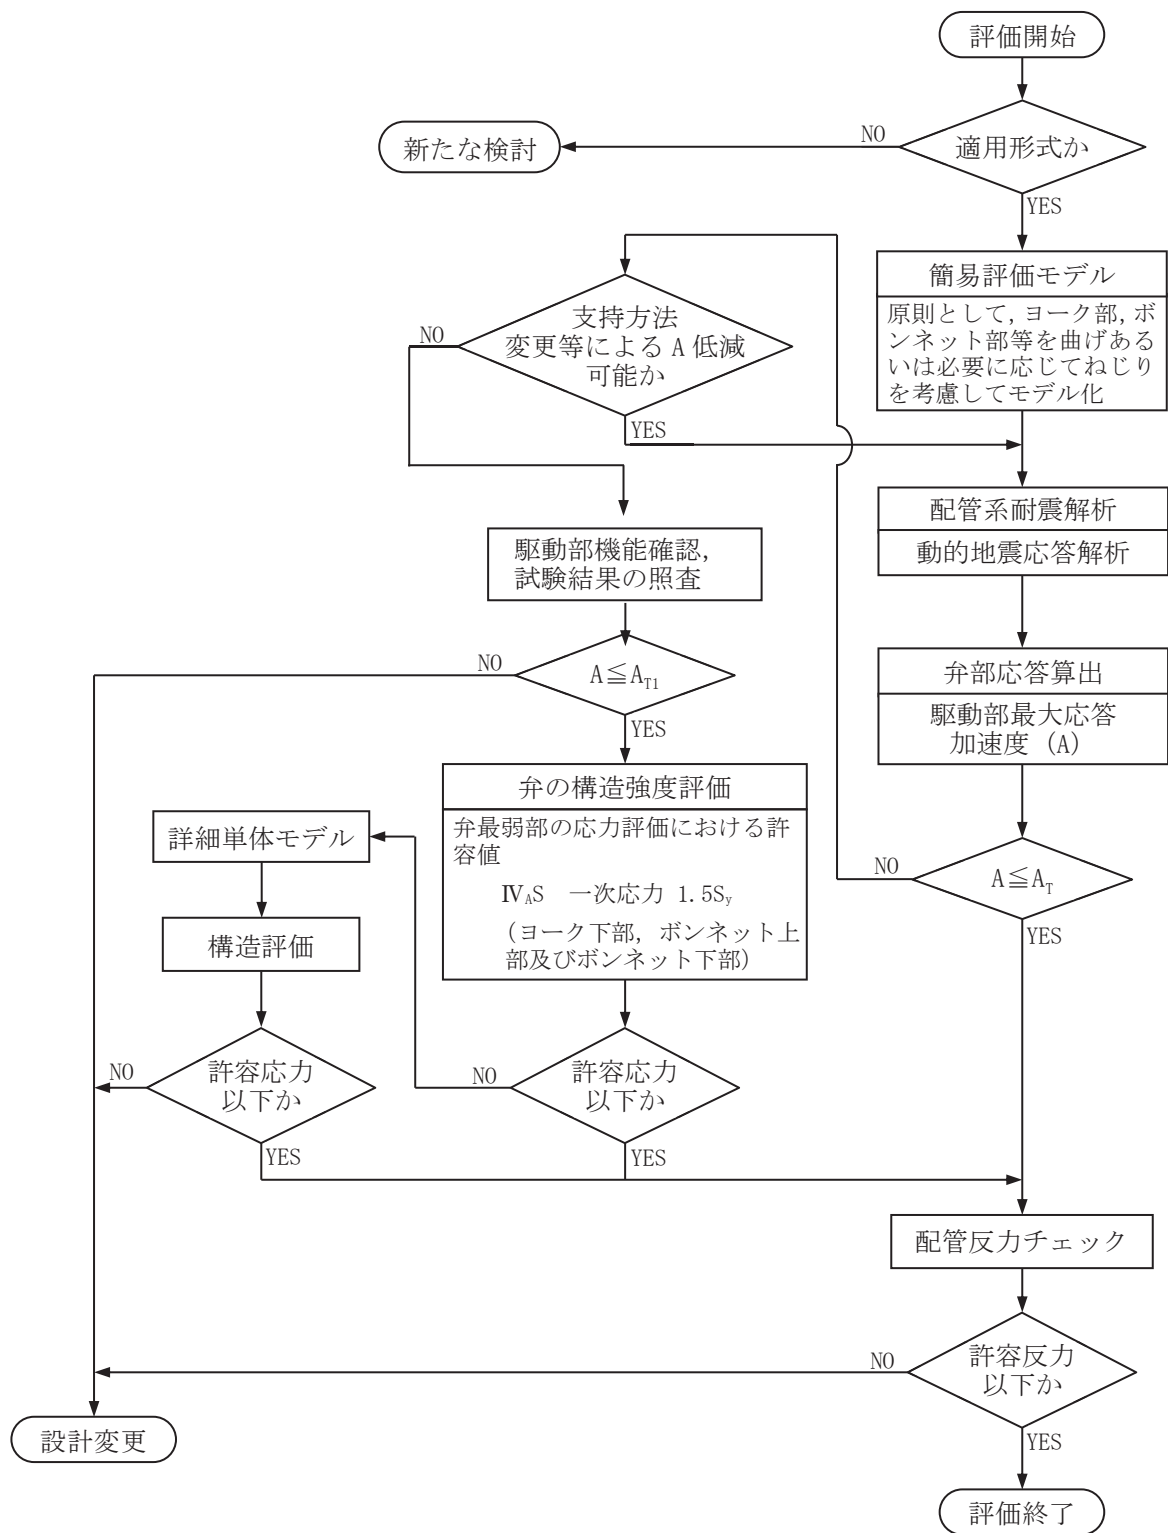 評価開始
適用形式か
NO
新たな検討
YES
簡易評価モデル
原則として,ヨーク部,ボ
ンネット部等を曲げある
いは必要に応じてねじり
を考慮してモデル化
支持方法
変更等による A 低減
可能か
NO
YES
配管系耐震解析
動的地震応答解析
駆動部機能確認,
試験結果の照査
弁部応答算出
駆動部最大応答
加速度 (A)
A≦A_T1
NO
YES
A≦A_T
NO
YES
弁の構造強度評価
弁最弱部の応力評価における許
容値
Ⅳ_AS 一次応力 1.5S_y
(ヨーク下部, ボンネット上
部及びボンネット下部)
詳細単体モデル
構造評価
許容応力
以下か
NO
YES
許容応力
以下か
NO
YES
配管反力チェック
許容反力
以下か
NO
YES
設計変更
評価終了